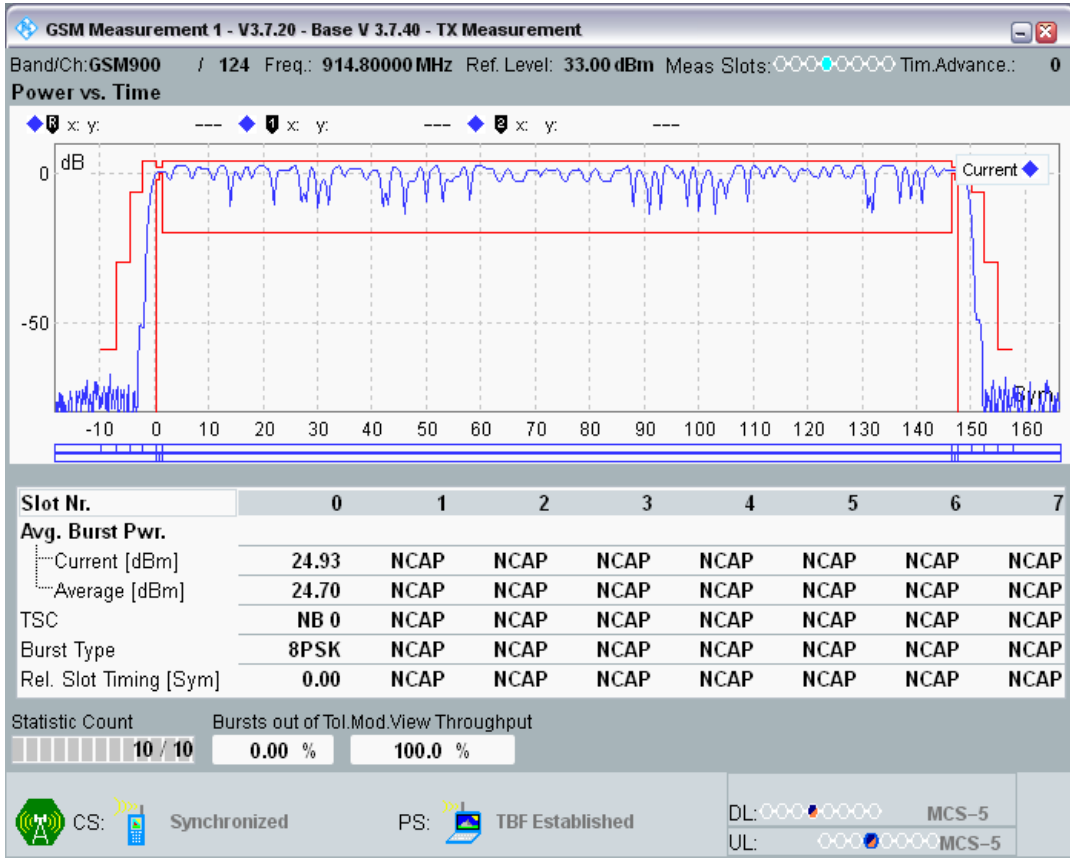 GSM Measurement 1 - V3.7.20 - Base V 3.7.40 - TX Measurement
Band/Ch:GSM900 / 124 Freq.: 914.80000 MHz Ref. Level: 33.00 dBm Meas Slots: Tim.Advance.: 0
Power vs. Time
R x: y: --- 1 x: y: --- 2 x: y: ---
dB
Current
0
-50
Sym
-10 0 10 20 30 40 50 60 70 80 90 100 110 120 130 140 150 160
Slot Nr. 0 1 2 3 4 5 6 7
Avg. Burst Pwr.
Current [dBm] 24.93 NCAP NCAP NCAP NCAP NCAP NCAP NCAP
Average [dBm] 24.70 NCAP NCAP NCAP NCAP NCAP NCAP NCAP
TSC NB 0 NCAP NCAP NCAP NCAP NCAP NCAP NCAP
Burst Type 8PSK NCAP NCAP NCAP NCAP NCAP NCAP NCAP
Rel. Slot Timing [Sym] 0.00 NCAP NCAP NCAP NCAP NCAP NCAP NCAP
Statistic Count Bursts out of Tol. Mod.View Throughput
10 / 10 0.00 % 100.0 %
CS: Synchronized PS: TBF Established DL: MCS-5
UL: MCS-5